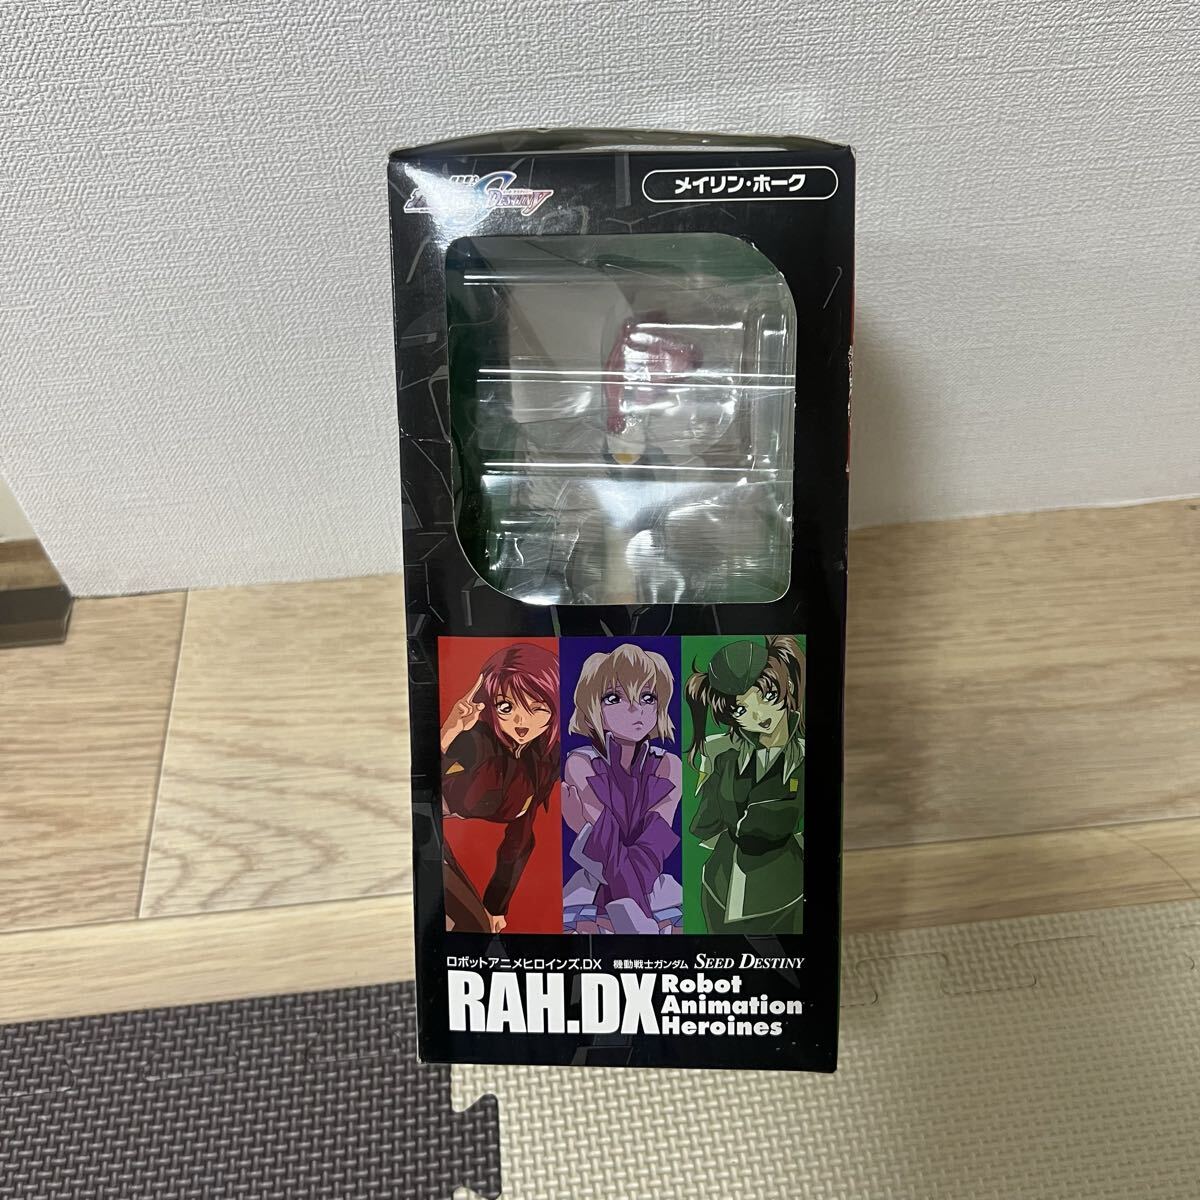 DESTINY
メイリン・ホーク
ロボットアニメヒロインズ.DX 機動戦士ガンダム SEED DESTINY
RAH.DX
Robot
Animation
Heroines